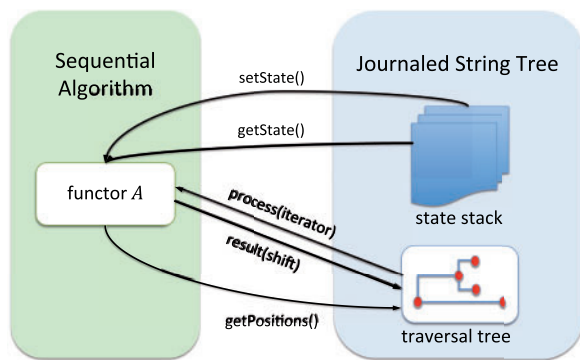 Sequential
Algorithm
Journaled String Tree
setState()
getState()
functor A
process(iterator)
result(shift)
getPositions()
state stack
traversal tree